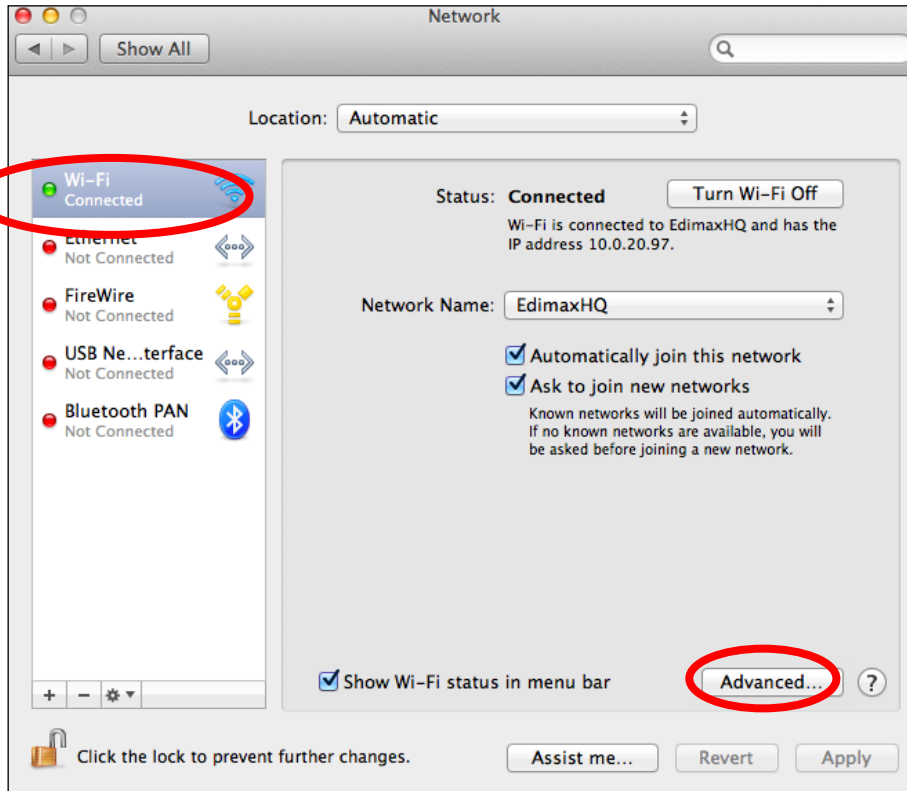 Network
Show All
Location: Automatic
Wi-Fi
Connected
Ethernet
Not Connected
FireWire
Not Connected
USB Ne...terface
Not Connected
Bluetooth PAN
Not Connected
Status: Connected
Turn Wi-Fi Off
Wi-Fi is connected to EdimaxHQ and has the
IP address 10.0.20.97.
Network Name: EdimaxHQ
Automatically join this network
Ask to join new networks
Known networks will be joined automatically.
If no known networks are available, you will
be asked before joining a new network.
Show Wi-Fi status in menu bar
Advanced...
?
Click the lock to prevent further changes.
Assist me...
Revert
Apply